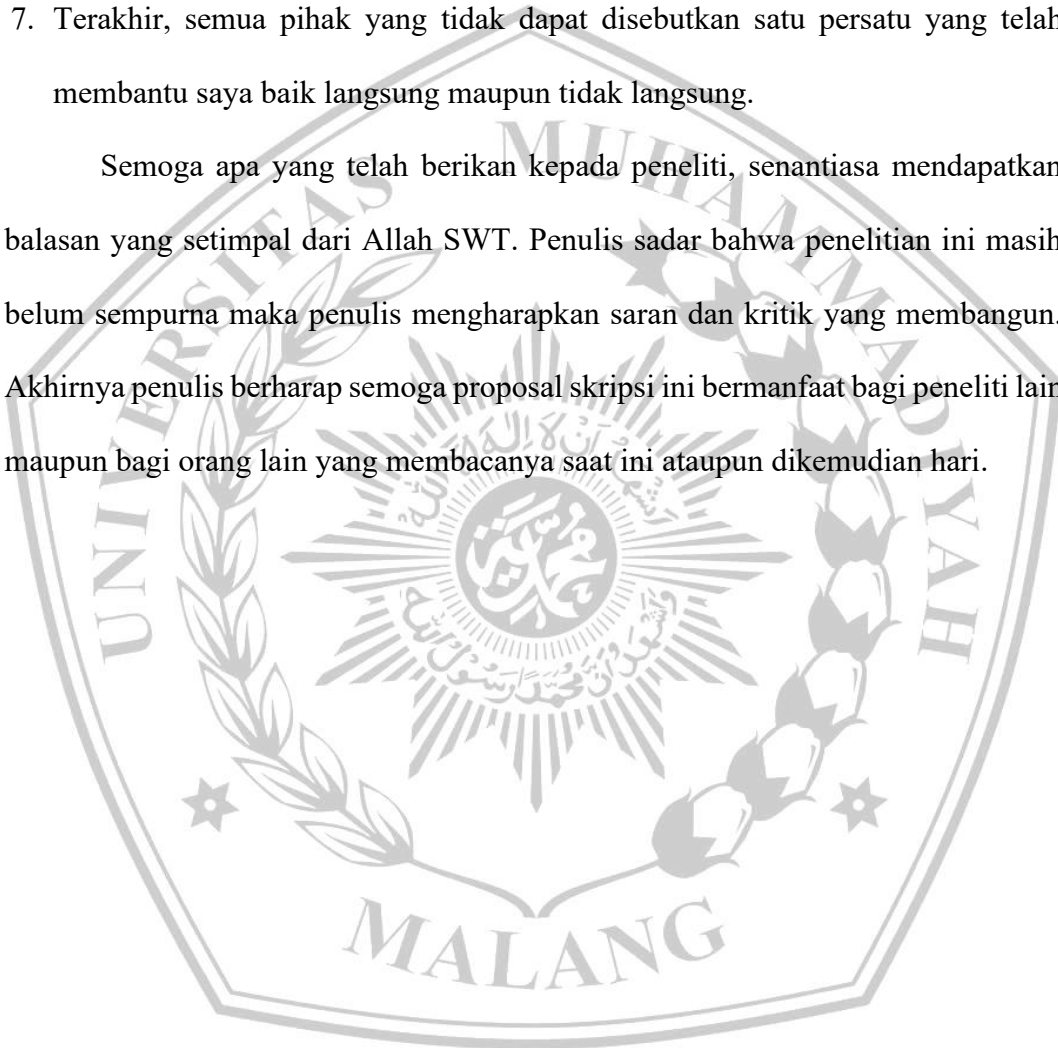 7. Terakhir, semua pihak yang tidak dapat disebutkan satu persatu yang telah
membantu saya baik langsung maupun tidak langsung.
Semoga apa yang telah berikan kepada peneliti, senantiasa mendapatkan
balasan yang setimpal dari Allah SWT. Penulis sadar bahwa penelitian ini masih
belum sempurna maka penulis mengharapkan saran dan kritik yang membangun.
Akhirnya penulis berharap semoga proposal skripsi ini bermanfaat bagi peneliti lain
maupun bagi orang lain yang membacanya saat ini ataupun dikemudian hari.
UNIVERSITAS MUHAMMADIYAH
MALANG